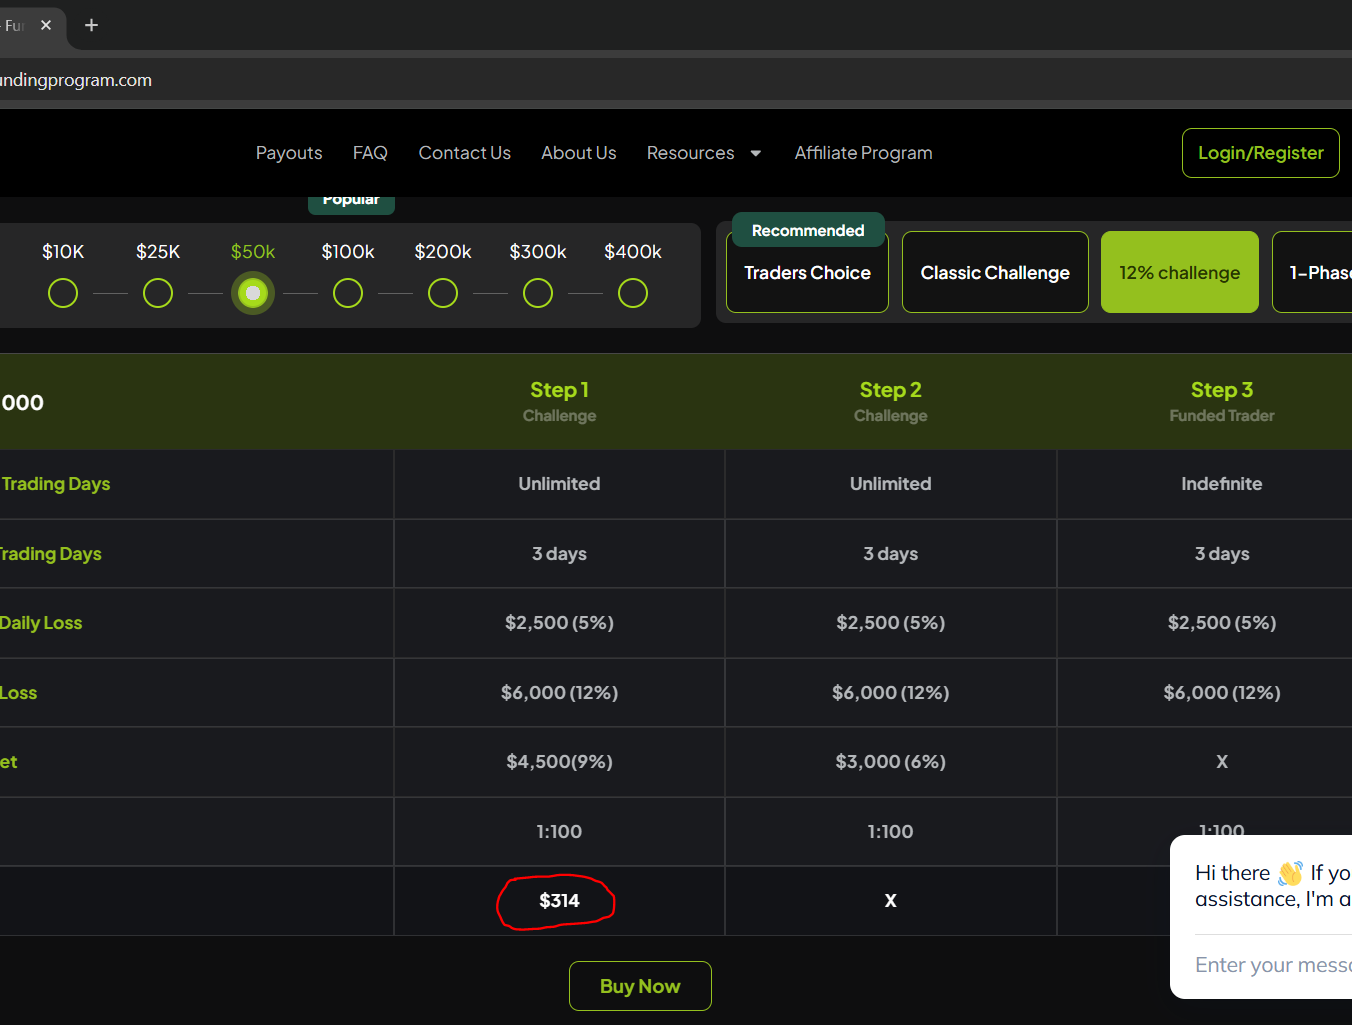 undingprogram.com
Payouts FAQ Contact Us About Us Resources Affiliate Program Login/Register
Popular
$10K $25K $50k $100k $200k $300k $400k
Recommended
Traders Choice Classic Challenge 12% challenge 1-Phase
000 Step 1 Step 2 Step 3
Challenge Challenge Funded Trader
Trading Days Unlimited Unlimited Indefinite
Trading Days 3 days 3 days 3 days
Daily Loss $2,500 (5%) $2,500 (5%) $2,500 (5%)
Loss $6,000 (12%) $6,000 (12%) $6,000 (12%)
et $4,500(9%) $3,000 (6%) X
1:100 1:100 1:100
$314 X
Hi there 👋 If yo
assistance, I'm a
Enter your mess
Buy Now